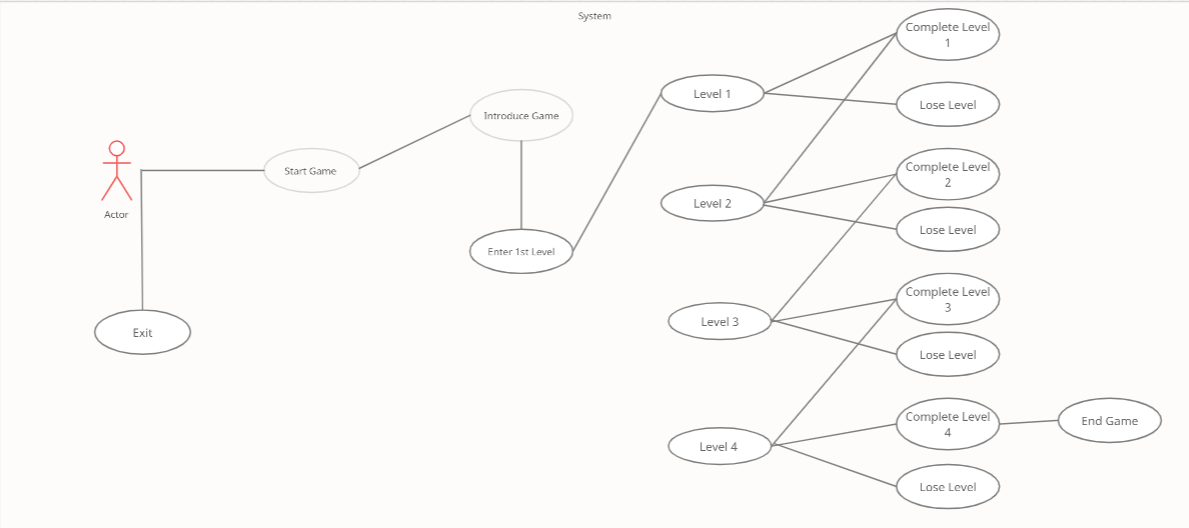 System
Actor
Start Game
Exit
Introduce Game
Enter 1st Level
Level 1
Level 2
Level 3
Level 4
Complete Level
1
Lose Level
Complete Level
2
Lose Level
Complete Level
3
Lose Level
Complete Level
4
Lose Level
End Game